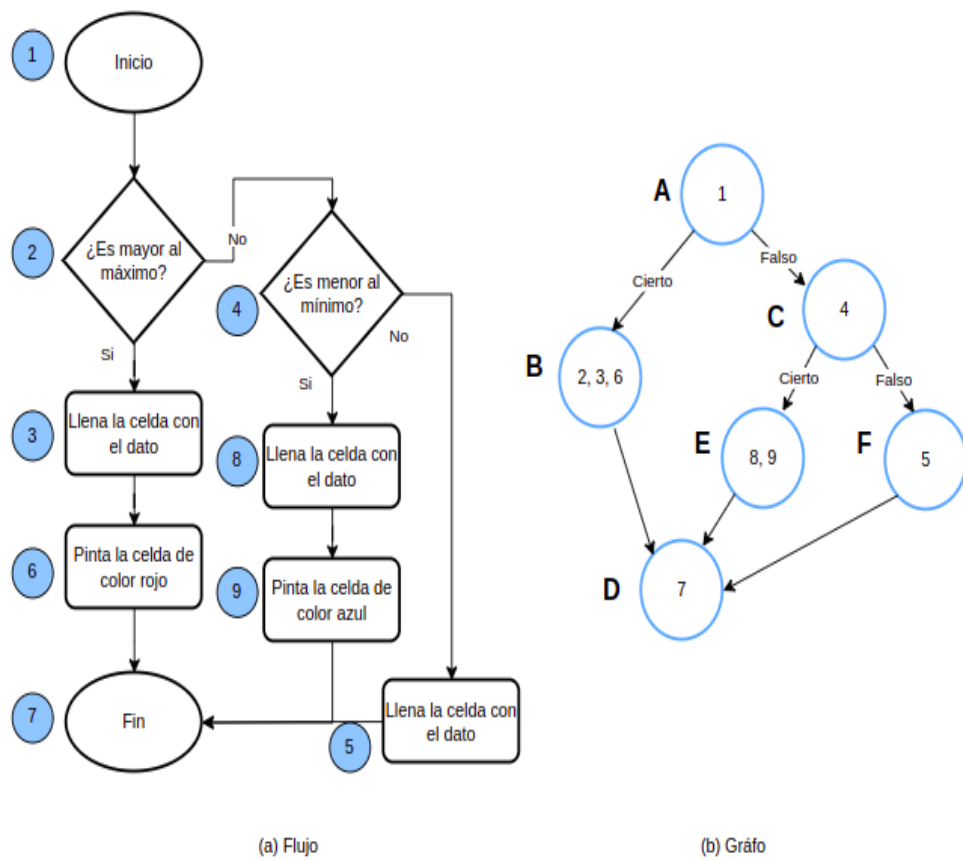 1
Inicio
2
¿Es mayor al
máximo?
No
4
¿Es menor al
mínimo?
No
Si
Si
3
Llena la celda con
el dato
8
Llena la celda con
el dato
6
Pinta la celda de
color rojo
9
Pinta la celda de
color azul
7
Fin
5
Llena la celda con
el dato
(a) Flujo
A
1
Cierto
Falso
B
2, 3, 6
C
4
Cierto
Falso
E
8, 9
F
5
D
7
(b) Gráfo